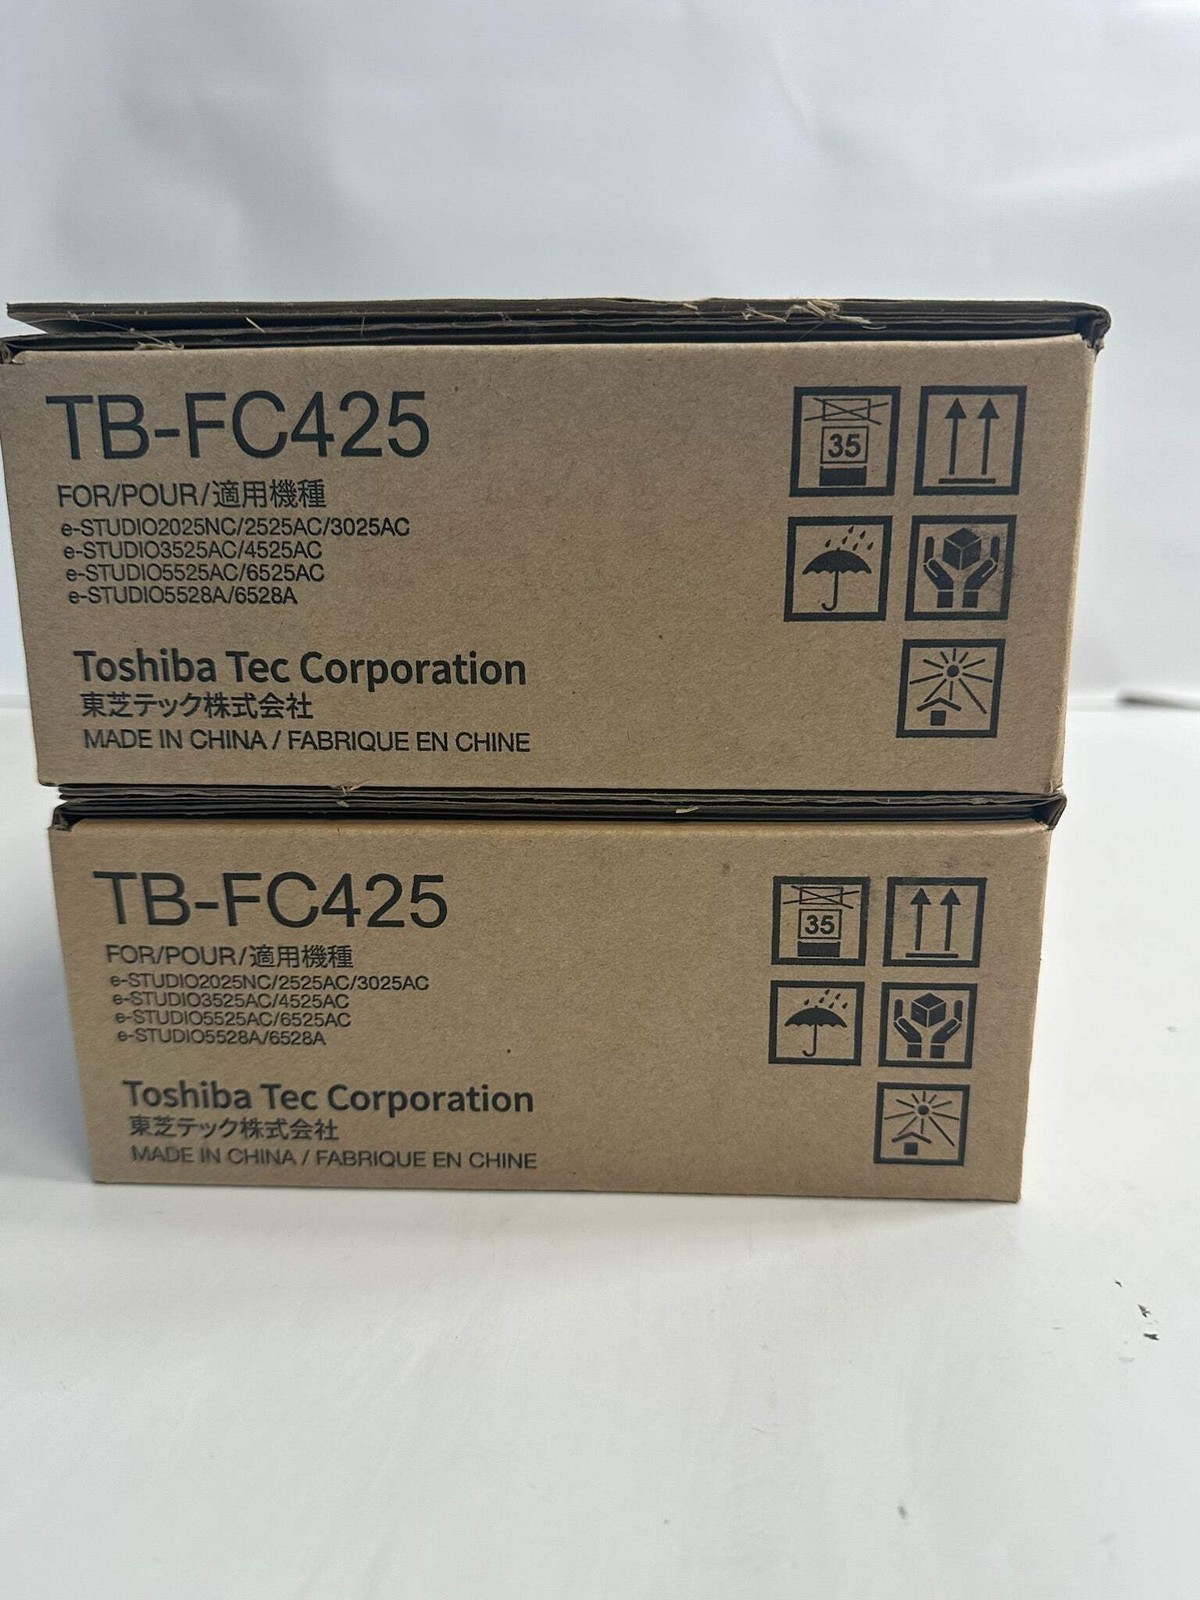 TB-FC425
FOR/POUR/適用機種
e-STUDIO2025NC/2525AC/3025AC
e-STUDIO3525AC/4525AC
e-STUDIO5525AC/6525AC
e-STUDIO5528A/6528A
Toshiba Tec Corporation
東芝テック株式会社
MADE IN CHINA / FABRIQUE EN CHINE
35
TB-FC425
FOR/POUR/適用機種
e-STUDIO2025NC/2525AC/3025AC
e-STUDIO3525AC/4525AC
e-STUDIO5525AC/6525AC
e-STUDIO5528A/6528A
Toshiba Tec Corporation
東芝テック株式会社
MADE IN CHINA / FABRIQUE EN CHINE
35